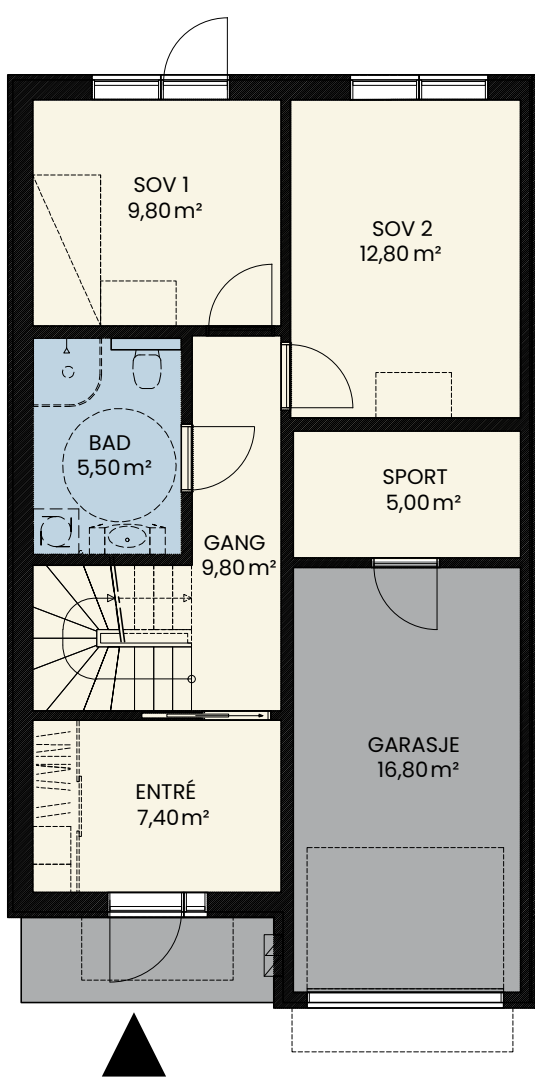 SOV 1
9,80 m²
SOV 2
12,80 m²
BAD
5,50 m²
SPORT
5,00 m²
GANG
9,80 m²
GARASJE
16,80 m²
ENTRÉ
7,40 m²